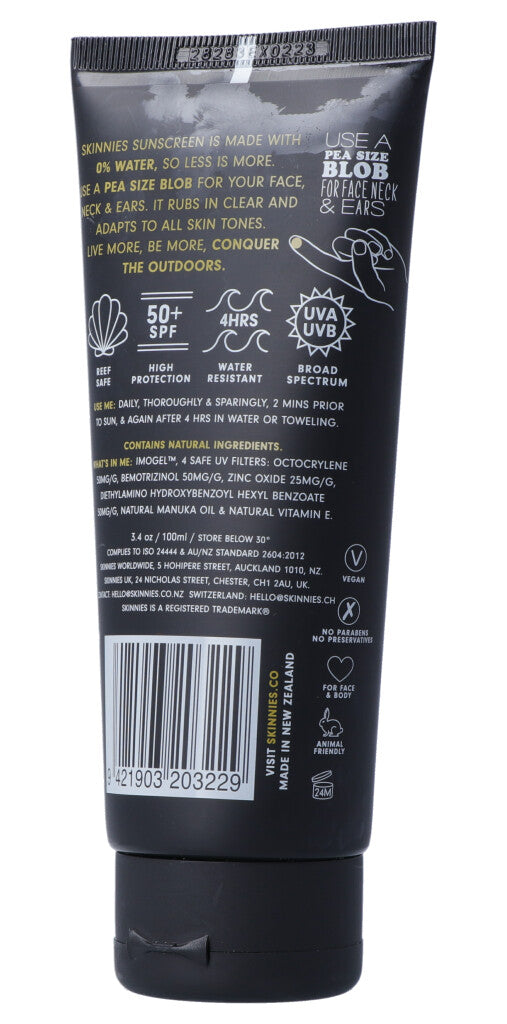 SKINNIES SUNSCREEN IS MADE WITH
0% WATER, SO LESS IS MORE.
USE A PEA SIZE BLOB FOR YOUR FACE,
NECK & EARS. IT RUBS IN CLEAR AND
ADAPTS TO ALL SKIN TONES.
LIVE MORE, BE MORE, CONQUER
THE OUTDOORS.
USE A
PEA SIZE
BLOB
FOR FACE NECK
& EARS
REEF
SAFE
50+
SPF
HIGH
PROTECTION
4HRS
WATER
RESISTANT
UVA
UVB
BROAD
SPECTRUM
USE ME: DAILY, THOROUGHLY & SPARINGLY, 2 MINS PRIOR
TO SUN, & AGAIN AFTER 4 HRS IN WATER OR TOWELING.
CONTAINS NATURAL INGREDIENTS.
WHAT'S IN ME: IMOGEL™, 4 SAFE UV FILTERS: OCTOCRYLENE
50MG/G, BEMOTRIZINOL 50MG/G, ZINC OXIDE 25MG/G,
DIETHYLAMINO HYDROXYBENZOYL HEXYL BENZOATE
50MG/G, NATURAL MANUKA OIL & NATURAL VITAMIN E.
3.4 oz / 100ml / STORE BELOW 30°
COMPLIES TO ISO 24444 & AU/NZ STANDARD 2604:2012
SKINNIES WORLDWIDE, 5 HOHIPERE STREET, AUCKLAND 1010, NZ.
SKINNIES UK, 24 NICHOLAS STREET, CHESTER, CH1 2AU, UK.
CONTACT: HELLO@SKINNIES.CO.NZ SWITZERLAND: HELLO@SKINNIES.CH
SKINNIES IS A REGISTERED TRADEMARK®
V
VEGAN
X
NO PARABENS
NO PRESERVATIVES
FOR FACE
& BODY
ANIMAL
FRIENDLY
24M
VISIT SKINNIES.CO
MADE IN NEW ZEALAND
9 421903 203229